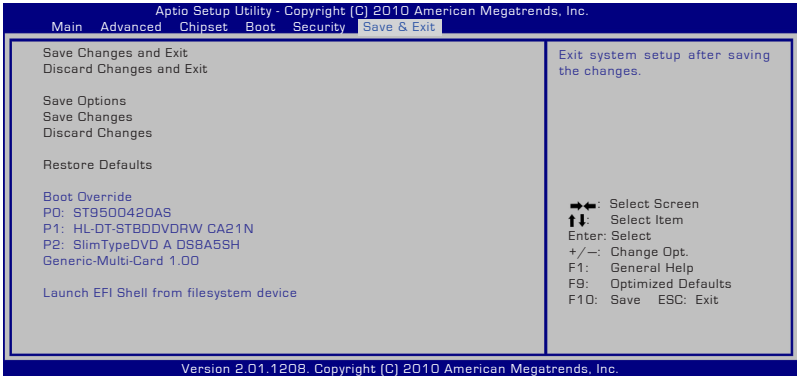 Aptio Setup Utility - Copyright (C) 2010 American Megatrends, Inc.
Main Advanced Chipset Boot Security Save & Exit
Save Changes and Exit
Discard Changes and Exit
Save Options
Save Changes
Discard Changes
Restore Defaults
Boot Override
P0: ST9500420AS
P1: HL-DT-STBDDVDRW CA21N
P2: SlimTypeDVD A DS8A5SH
Generic-Multi-Card 1.00
Launch EFI Shell from filesystem device
Exit system setup after saving
the changes.
➡⬅: Select Screen
⬆⬇: Select Item
Enter: Select
+/—: Change Opt.
F1: General Help
F9: Optimized Defaults
F10: Save ESC: Exit
Version 2.01.1208. Copyright (C) 2010 American Megatrends, Inc.